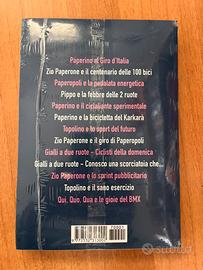 Paperino al Giro d'Italia
Zio Paperone e il centenario delle 100 bici
Paperopoli e la pedalata energetica
Pippo e la febbre delle 2 ruote
Paperino e il ciclalante sperimentale
Paperino e la bicicletta del Karkarà
Topolino e lo sport del futuro
Zio Paperone e il giro di Paperopoli
Gialli a due ruote - Ciclisti della domenica
Gialli a due ruote - Conosco una scorciatoia che...
Zio Paperone e lo sprint pubblicitario
Topolino e il sano esercizio
Qui, Quo, Qua e le gioie del BMX
subito